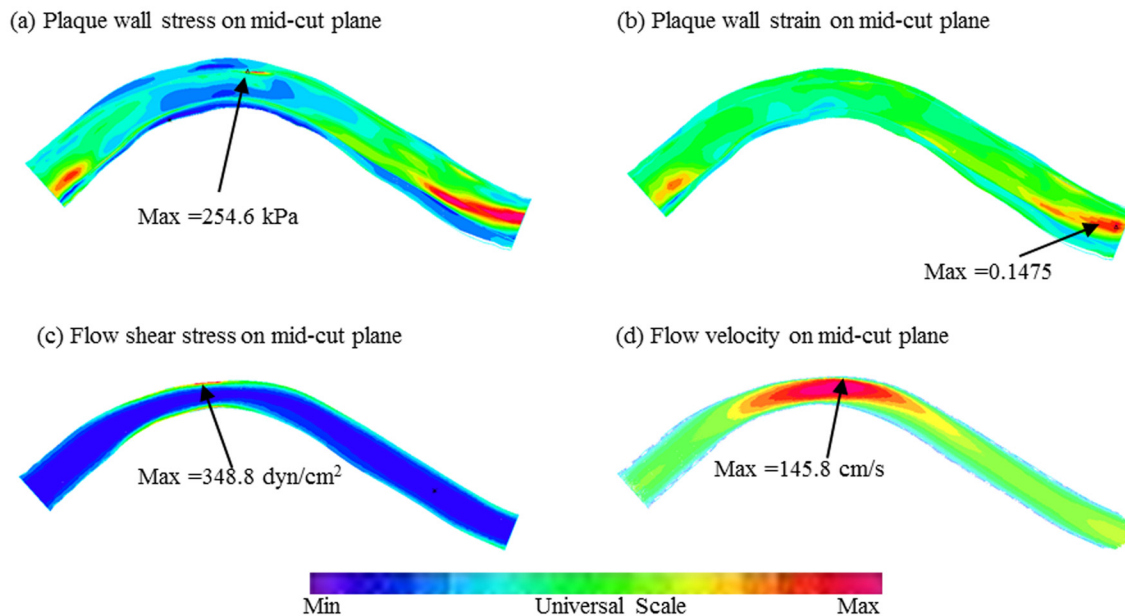 (a) Plaque wall stress on mid-cut plane
(b) Plaque wall strain on mid-cut plane
Max =254.6 kPa
Max =0.1475
(c) Flow shear stress on mid-cut plane
(d) Flow velocity on mid-cut plane
Max =348.8 dyn/cm²
Max =145.8 cm/s
Min Universal Scale Max